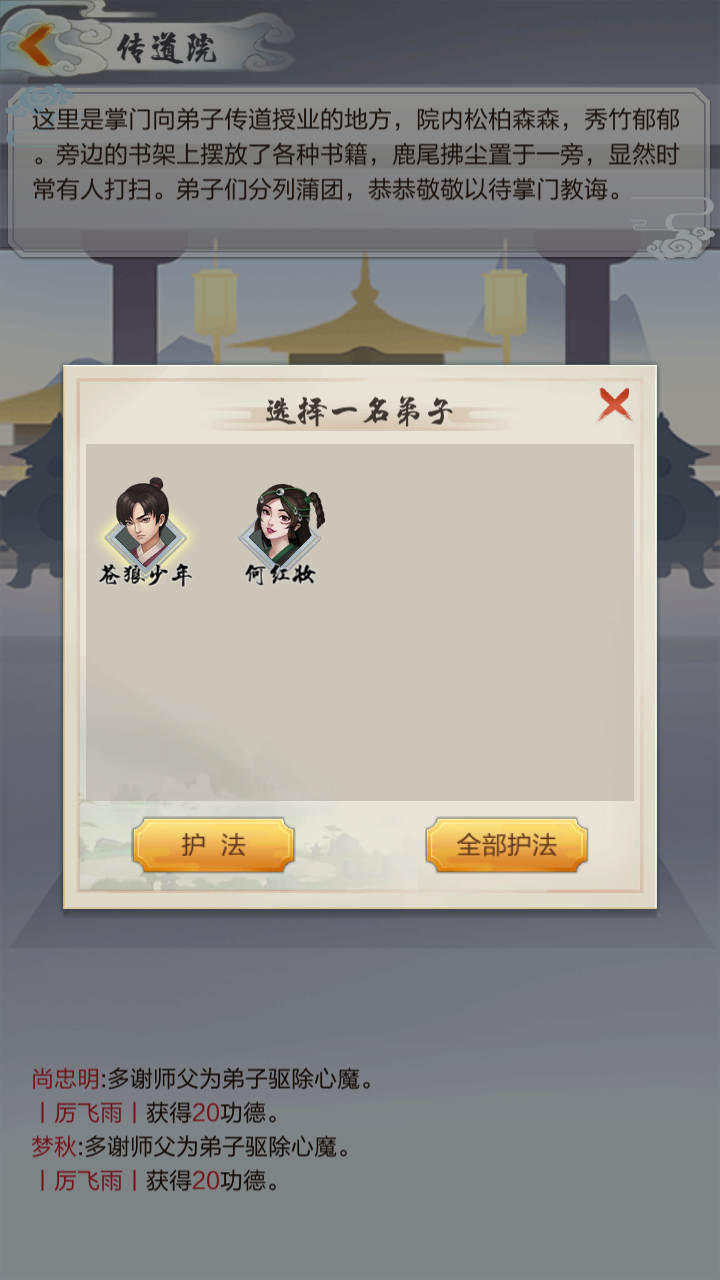 传道院
这里是掌门向弟子传道授业的地方，院内松柏森森，秀竹郁郁
。旁边的书架上摆放了各种书籍，鹿尾拂尘置于一旁，显然时
常有人打扫。弟子们分列蒲团，恭恭敬敬以待掌门教诲。
选择一名弟子
苍狼少年
何红妆
护 法
全部护法
尚忠明:多谢师父为弟子驱除心魔。
丨厉飞雨丨获得20功德。
梦秋:多谢师父为弟子驱除心魔。
丨厉飞雨丨获得20功德。